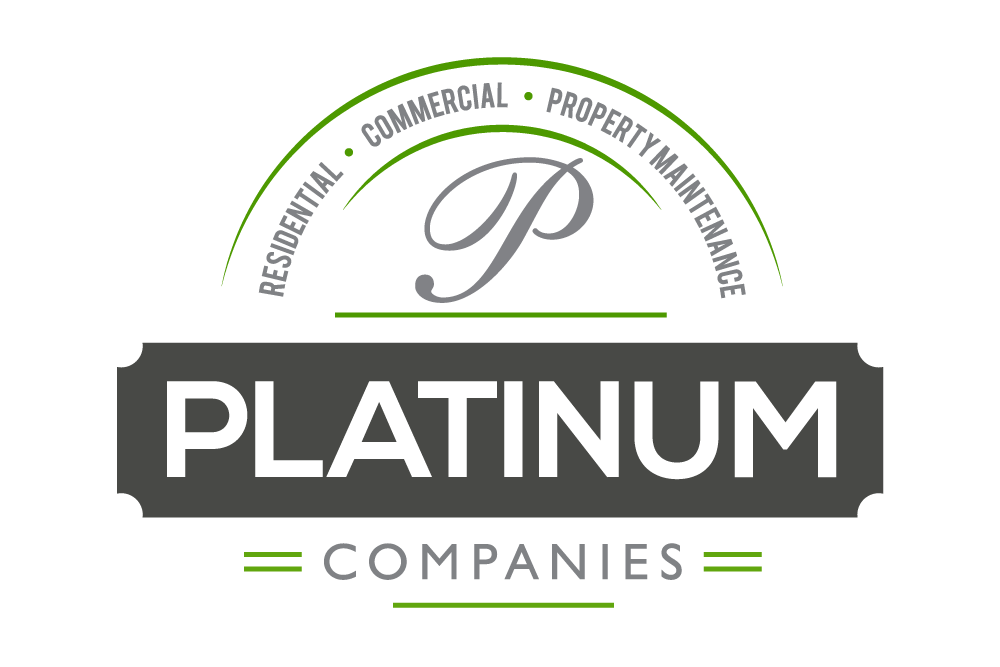 RESIDENTIAL • COMMERCIAL • PROPERTY MAINTENANCE
P
PLATINUM
COMPANIES